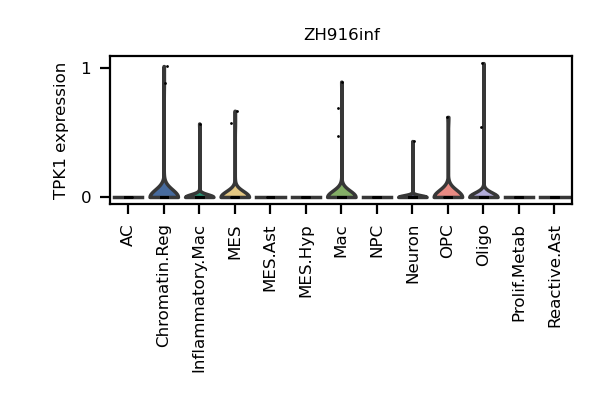 ZH916inf
TPK1 expression
1
0
AC
Chromatin.Reg
Inflammatory.Mac
MES
MES.Ast
MES.Hyp
Mac
NPC
Neuron
OPC
Oligo
Prolif.Metab
Reactive.Ast